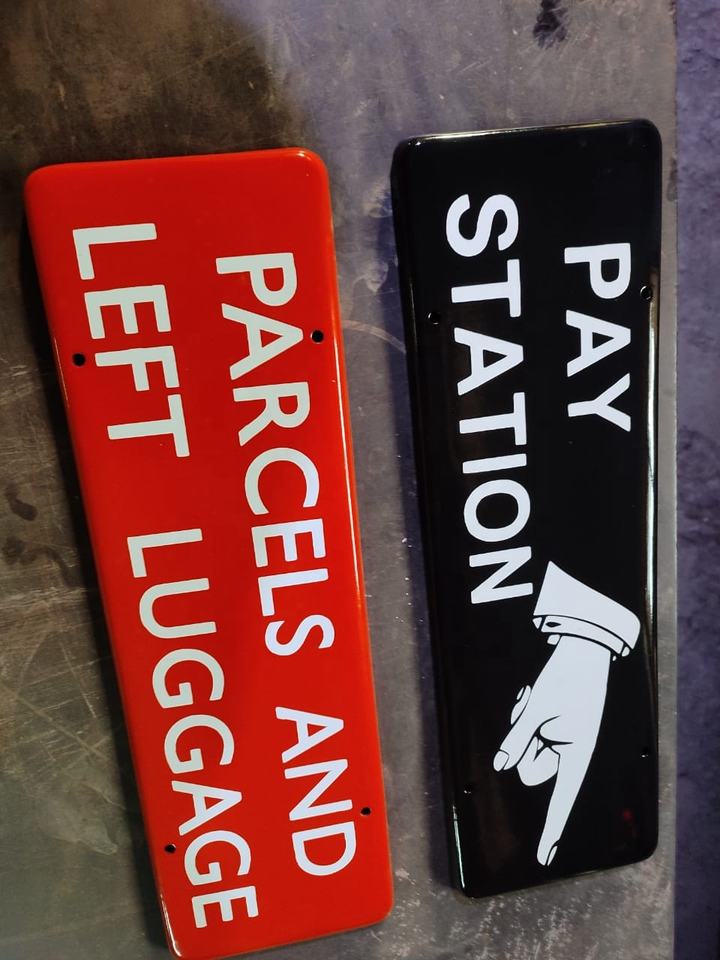 PARCELS AND
LEFT LUGGAGE
PAY
STATION